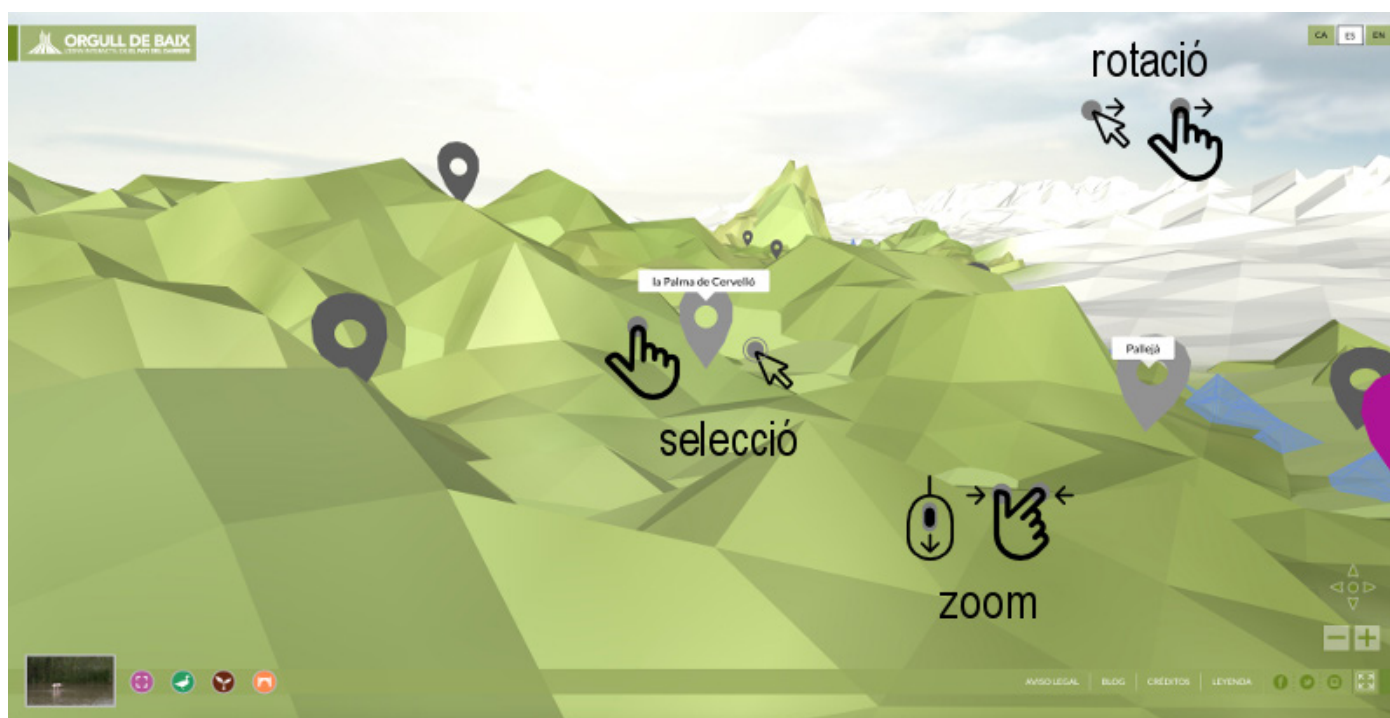 ORGULL DE BAIX
CA ES EN
rotació
la Palma de Cervelló
Pallejà
selecció
zoom
AVISO LEGAL BLOG CRÉDITOS LEYENDA